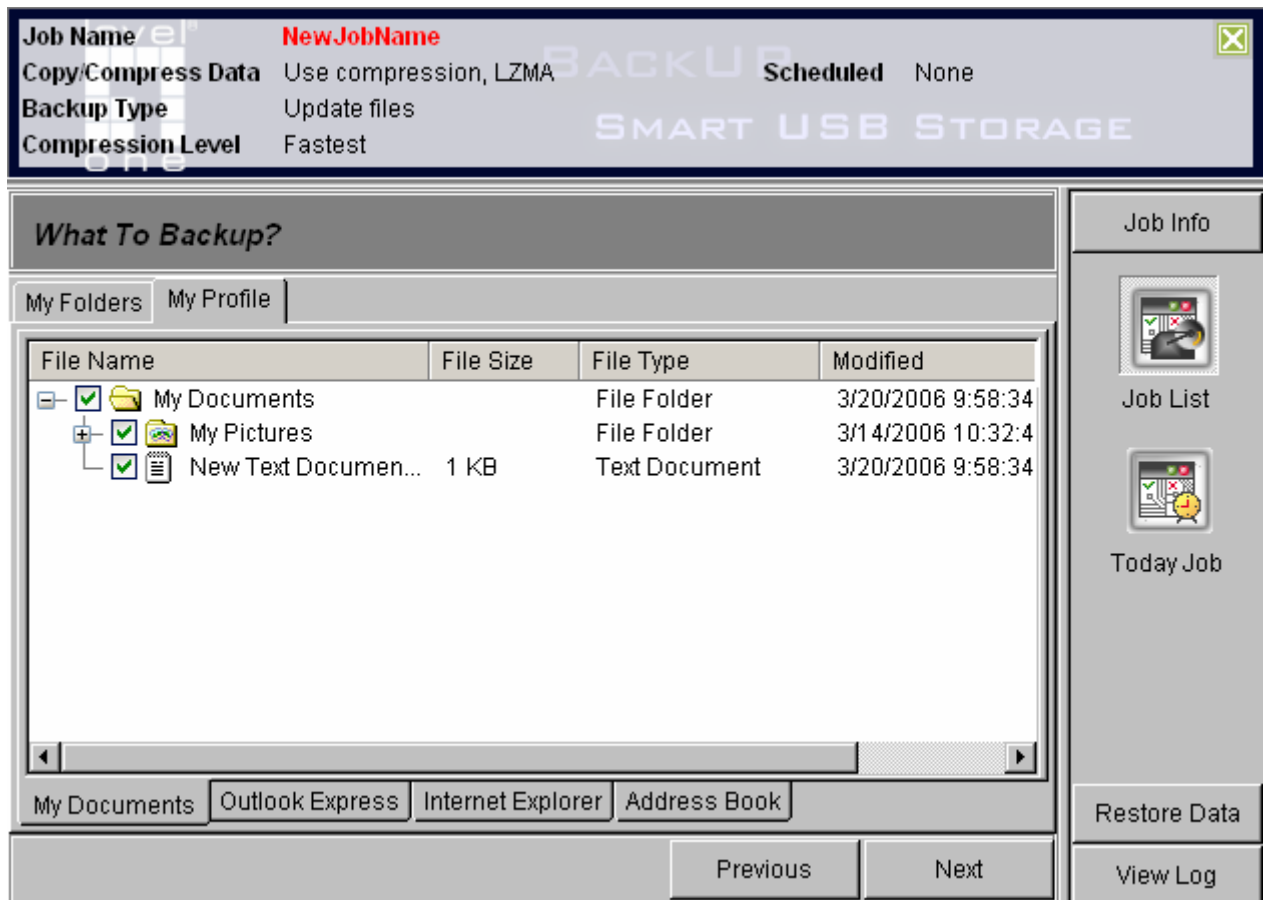 level®
Job Name NewJobName
BackUP
Copy/Compress Data Use compression, LZMA Scheduled None
Backup Type Update files
Smart USB Storage
Compression Level Fastest
one
What To Backup?
Job Info
My Folders My Profile
File Name File Size File Type Modified
My Documents File Folder 3/20/2006 9:58:34
My Pictures File Folder 3/14/2006 10:32:4
New Text Documen... 1 KB Text Document 3/20/2006 9:58:34
Job List
Today Job
My Documents Outlook Express Internet Explorer Address Book
Restore Data
Previous Next
View Log